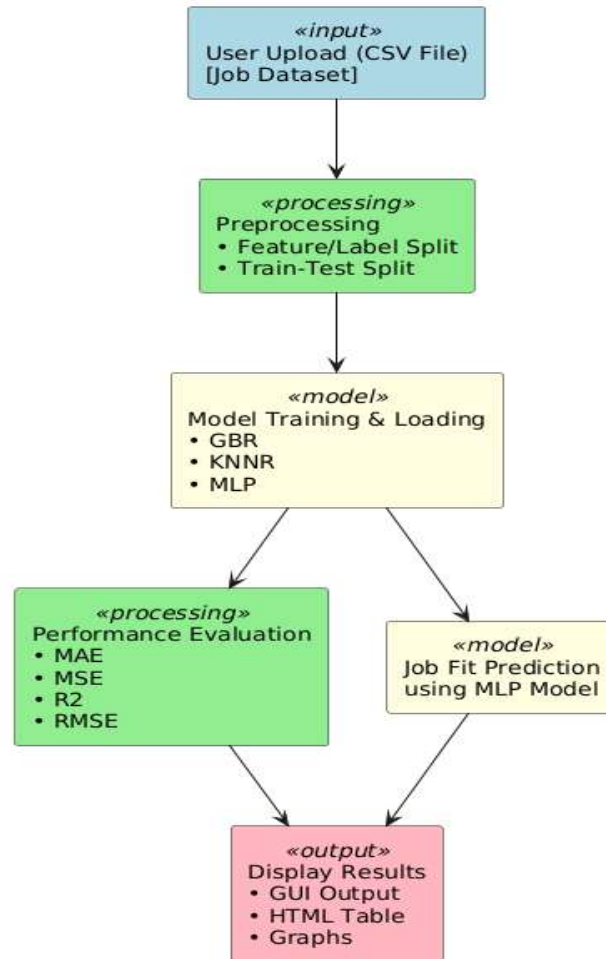 «input»
User Upload (CSV File)
[Job Dataset]
«processing»
Preprocessing
• Feature/Label Split
• Train-Test Split
«model»
Model Training & Loading
• GBR
• KNNR
• MLP
«processing»
Performance Evaluation
• MAE
• MSE
• R2
• RMSE
«model»
Job Fit Prediction
using MLP Model
«output»
Display Results
• GUI Output
• HTML Table
• Graphs